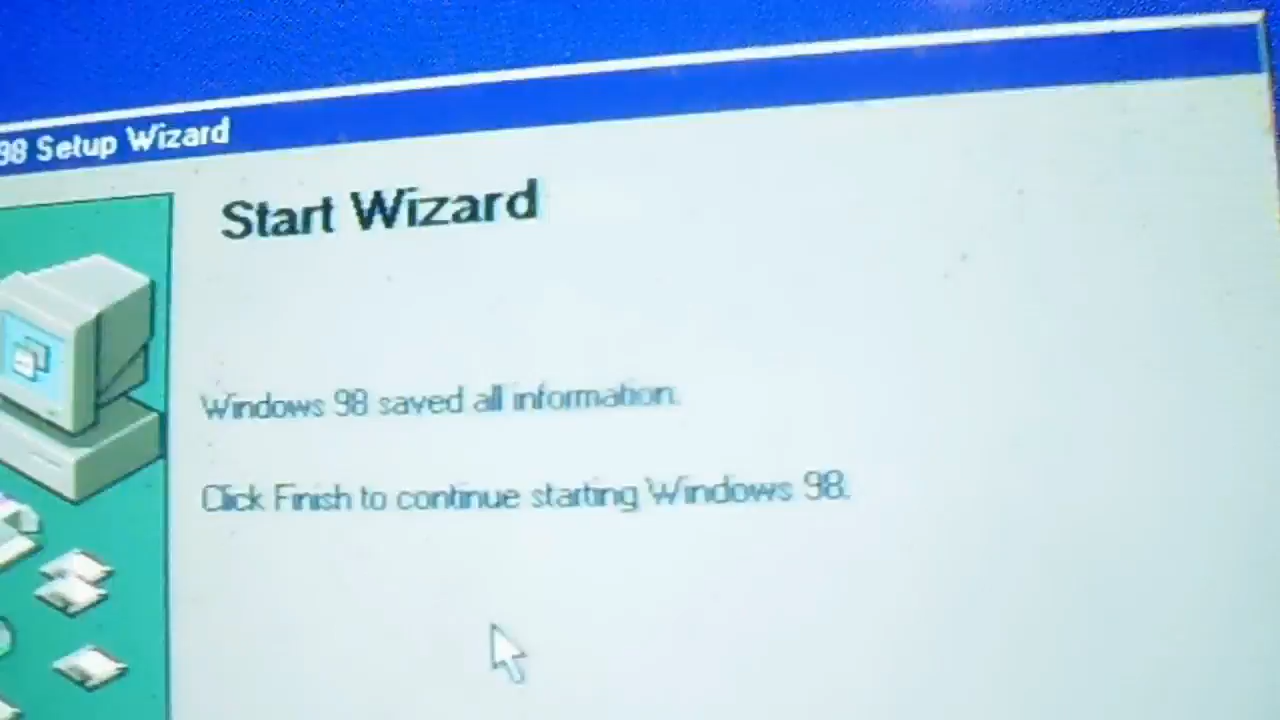 98 Setup Wizard
Start Wizard
Windows 98 saved all information.
Click Finish to continue starting Windows 98.